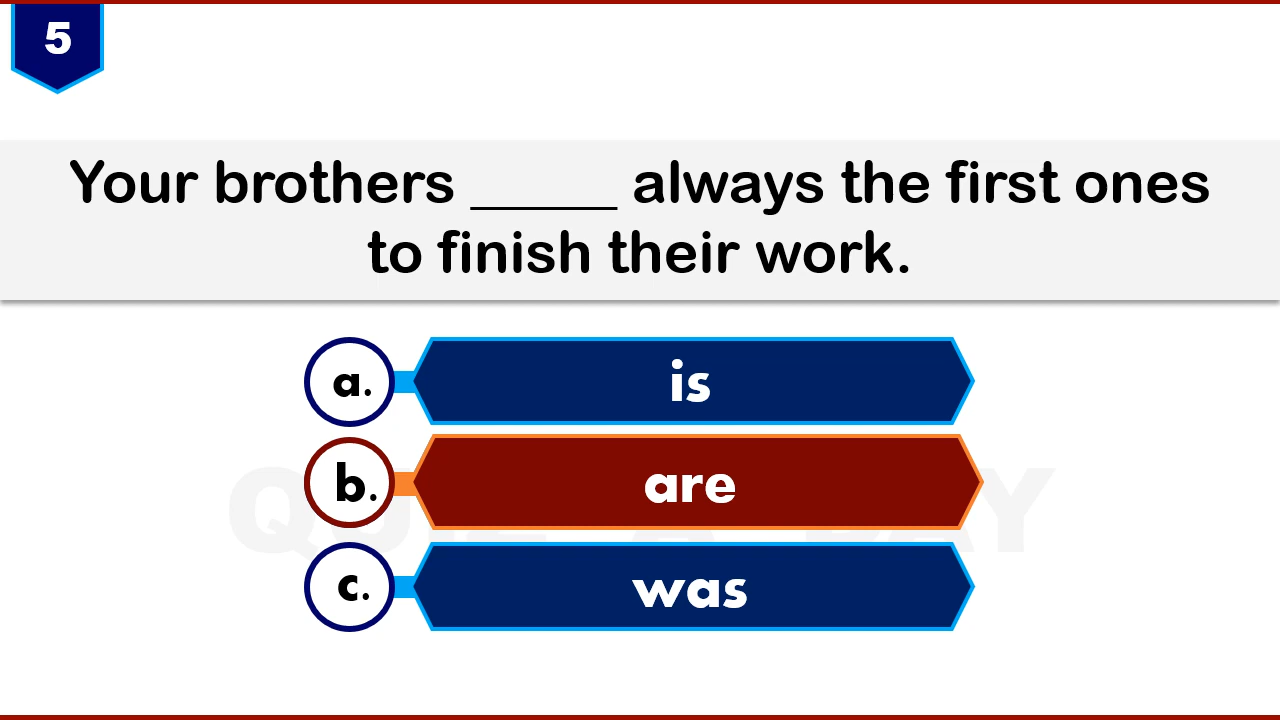 5
Your brothers _____ always the first ones
to finish their work.
a. is
b. are
c. was